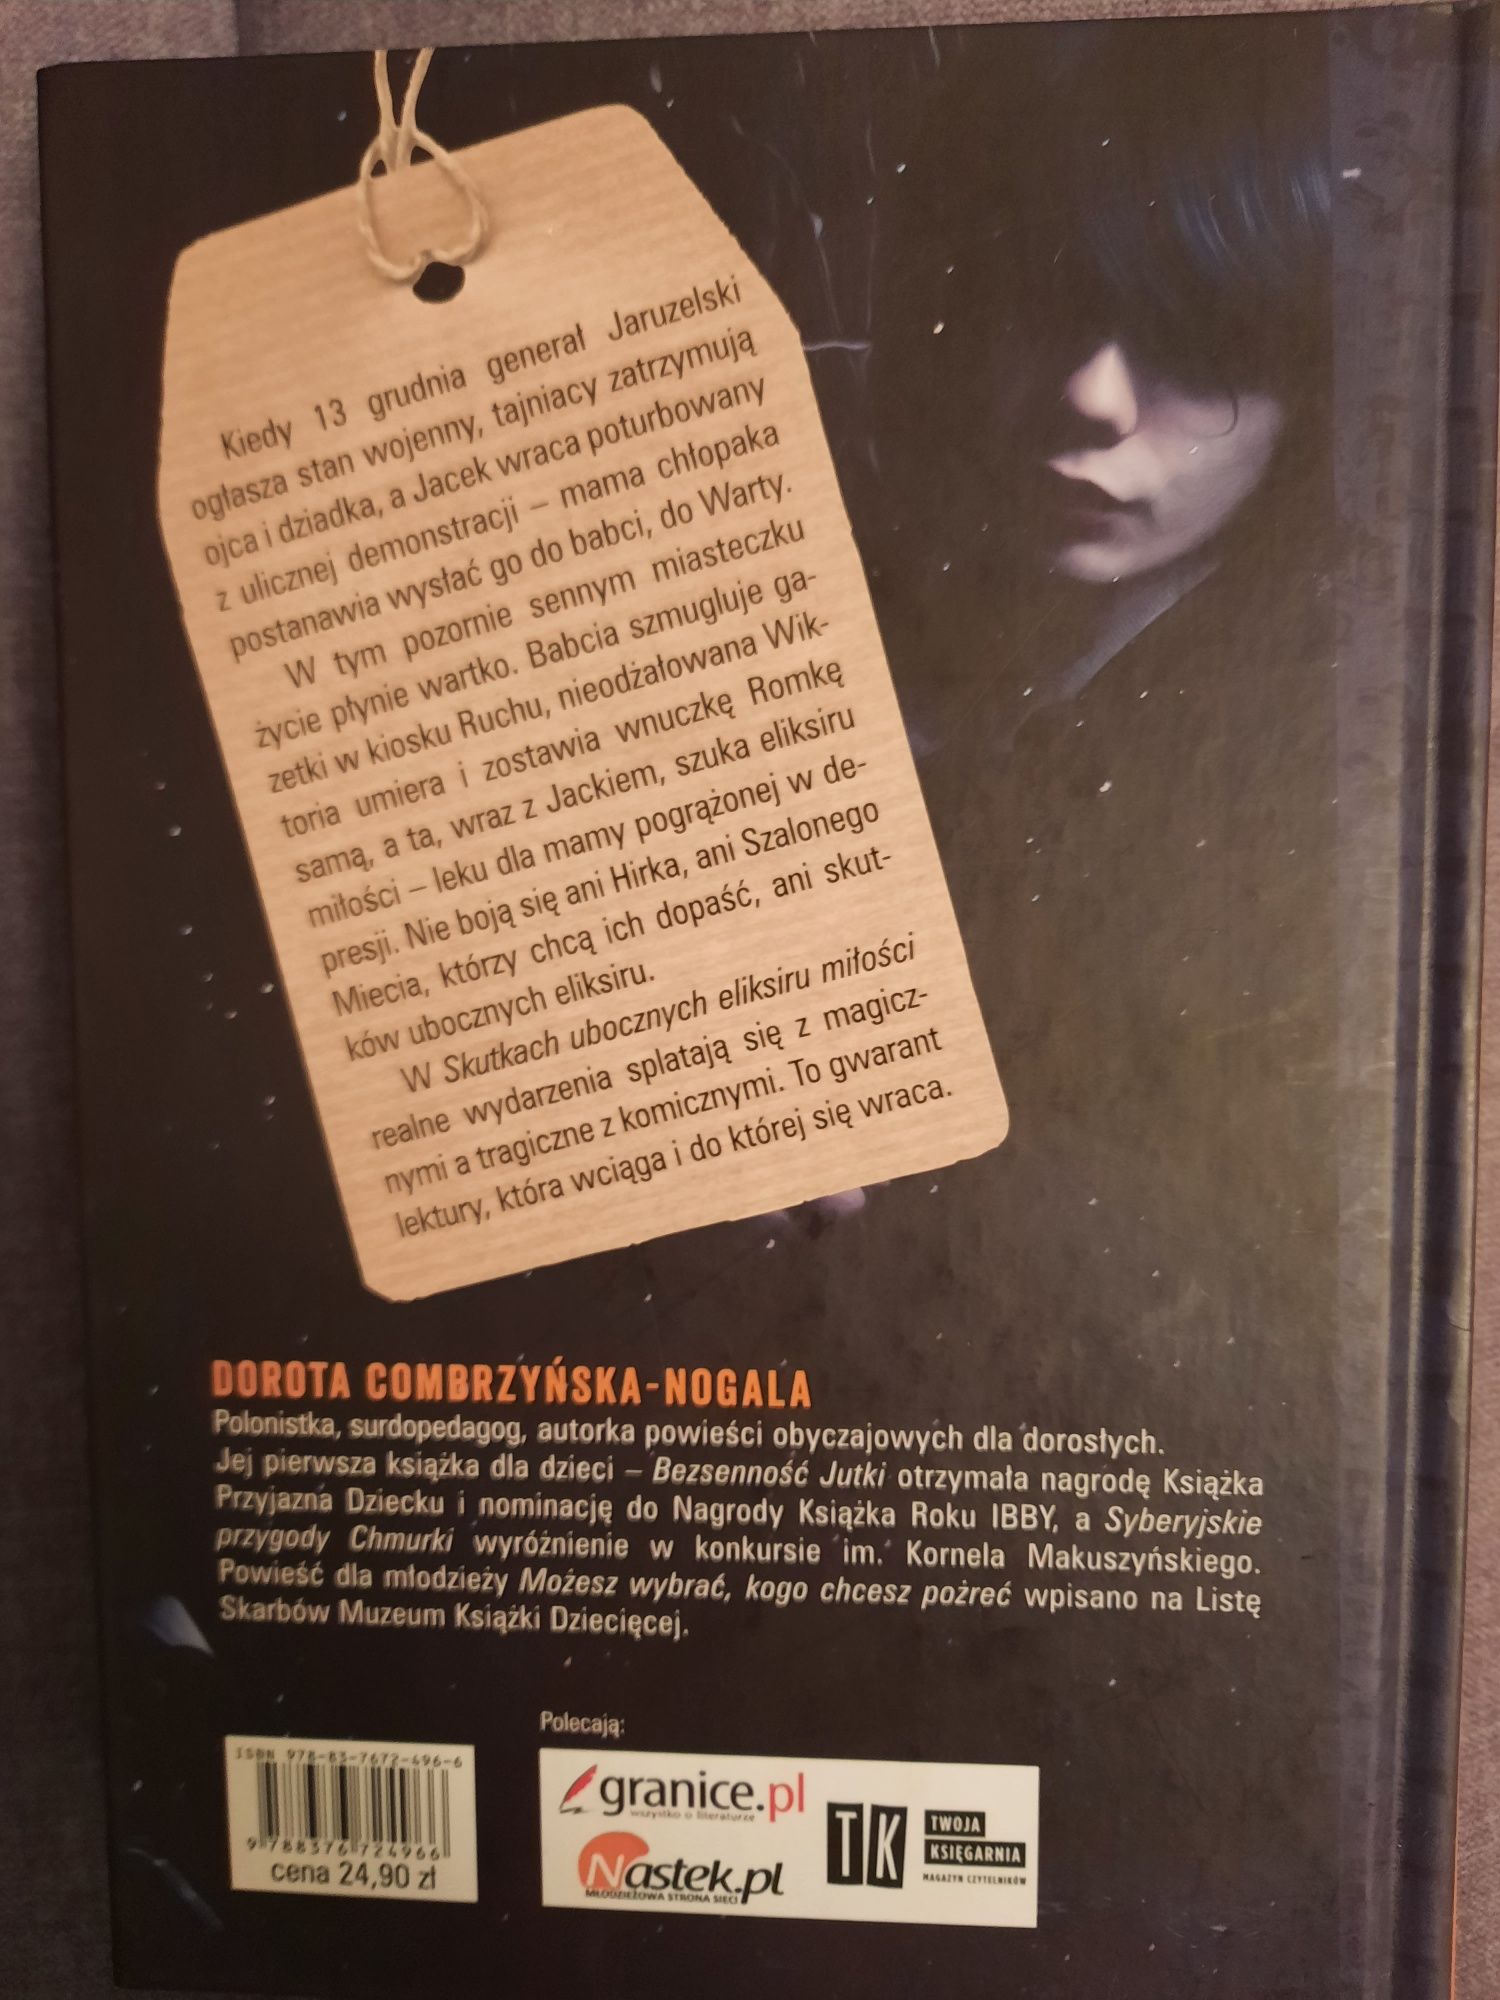 Kiedy 13 grudnia generał Jaruzelski
ogłasza stan wojenny, tajniacy zatrzymują
ojca i dziadka, a Jacek wraca poturbowany
z ulicznej demonstracji – mama chłopaka
postanawia wysłać go do babci, do Warty.
W tym pozornie sennym miasteczku
życie płynie wartko. Babcia szmugluje ga-
zetki w kiosku Ruchu, nieodżałowana Wik-
toria umiera i zostawia wnuczkę Romkę
samą, a ta, wraz z Jackiem, szuka eliksiru
miłości – leku dla mamy pogrążonej w de-
presji. Nie boją się ani Hirka, ani Szalonego
Miecia, którzy chcą ich dopaść, ani skut-
ków ubocznych eliksiru.
W Skutkach ubocznych eliksiru miłości
realne wydarzenia splatają się z magicz-
nymi a tragiczne z komicznymi. To gwarant
lektury, która wciąga i do której się wraca.
DOROTA COMBRZYŃSKA-NOGALA
Polonistka, surdopedagog, autorka powieści obyczajowych dla dorosłych.
Jej pierwsza książka dla dzieci – Bezsenność Jutki otrzymała nagrodę Książka
Przyjazna Dziecku i nominację do Nagrody Książka Roku IBBY, a Syberyjskie
przygody Chmurki wyróżnienie w konkursie im. Kornela Makuszyńskiego.
Powieść dla młodzieży Możesz wybrać, kogo chcesz pożreć wpisano na Listę
Skarbów Muzeum Książki Dziecięcej.
Polecają:
ISBN 978-83-7672-496-6
9 788376 724966
cena 24,90 zł
granice.pl
wszystko o literaturze
Nastek.pl
MŁODZIEŻOWA STRONA SIECI
TK
TWOJA
KSIĘGARNIA
MAGAZYN CZYTELNIKÓW